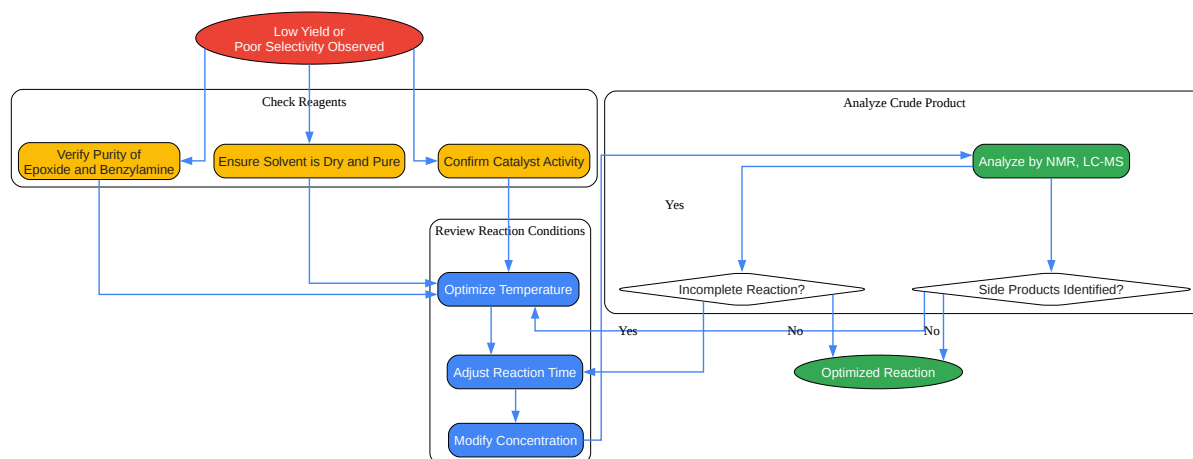 Low Yield or
Poor Selectivity Observed
Check Reagents
Analyze Crude Product
Verify Purity of
Epoxide and Benzylamine
Ensure Solvent is Dry and Pure
Confirm Catalyst Activity
Analyze by NMR, LC-MS
Yes
Review Reaction Conditions
Optimize Temperature
Incomplete Reaction?
Side Products Identified?
Yes
No
No
Adjust Reaction Time
Optimized Reaction
Modify Concentration